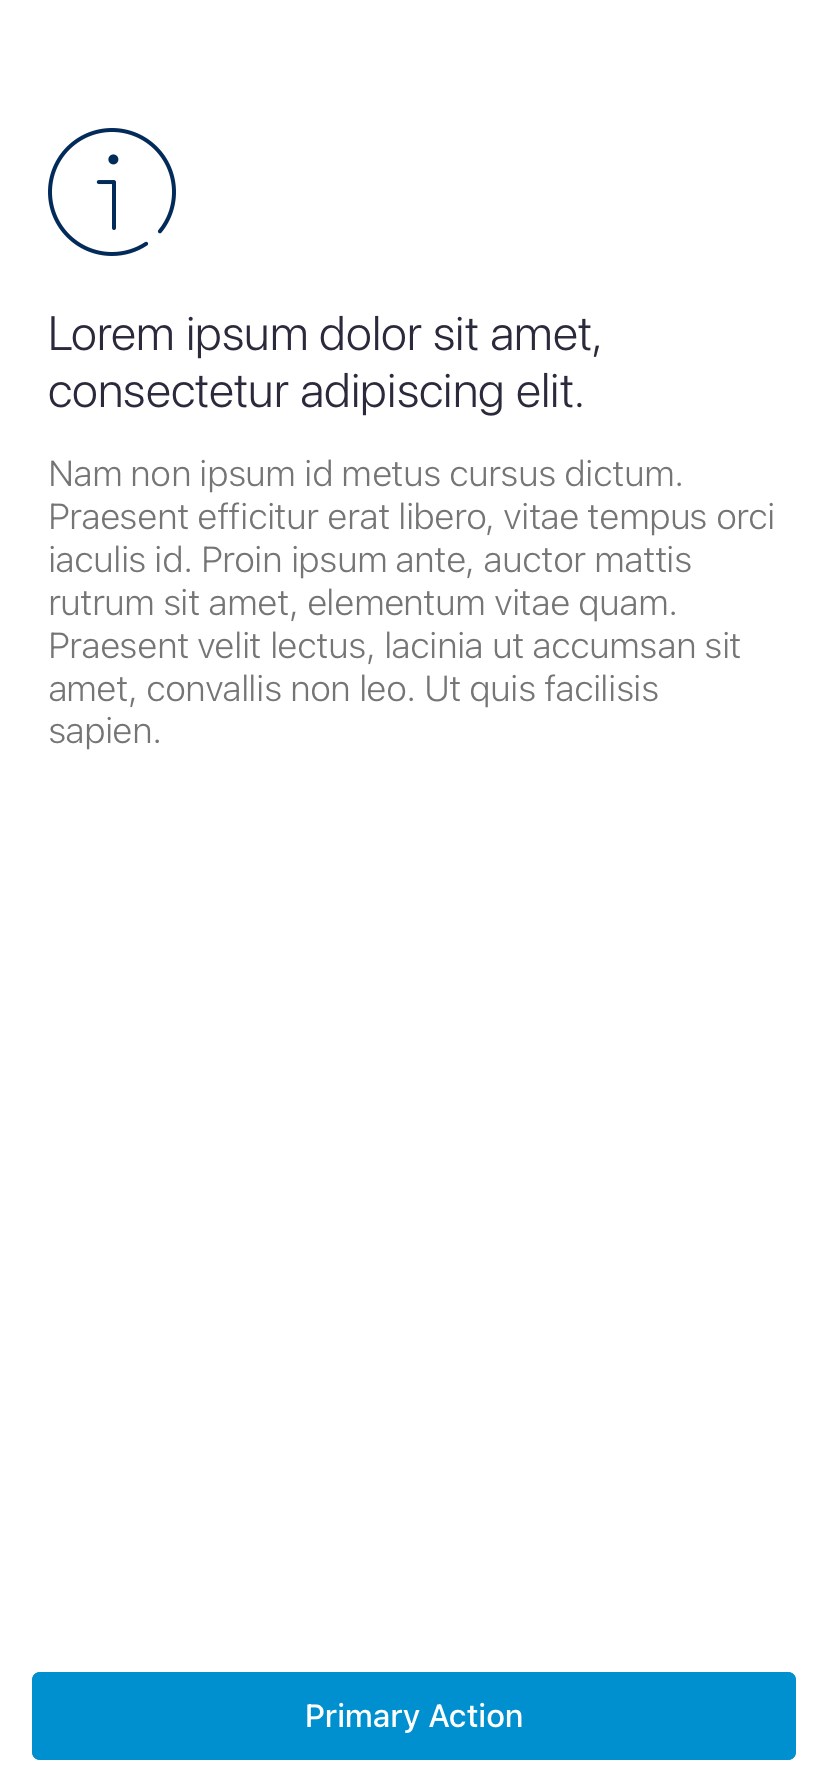 Lorem ipsum dolor sit amet,
consectetur adipiscing elit.
Nam non ipsum id metus cursus dictum.
Praesent efficitur erat libero, vitae tempus orci
iaculis id. Proin ipsum ante, auctor mattis
rutrum sit amet, elementum vitae quam.
Praesent velit lectus, lacinia ut accumsan sit
amet, convallis non leo. Ut quis facilisis
sapien.
Primary Action